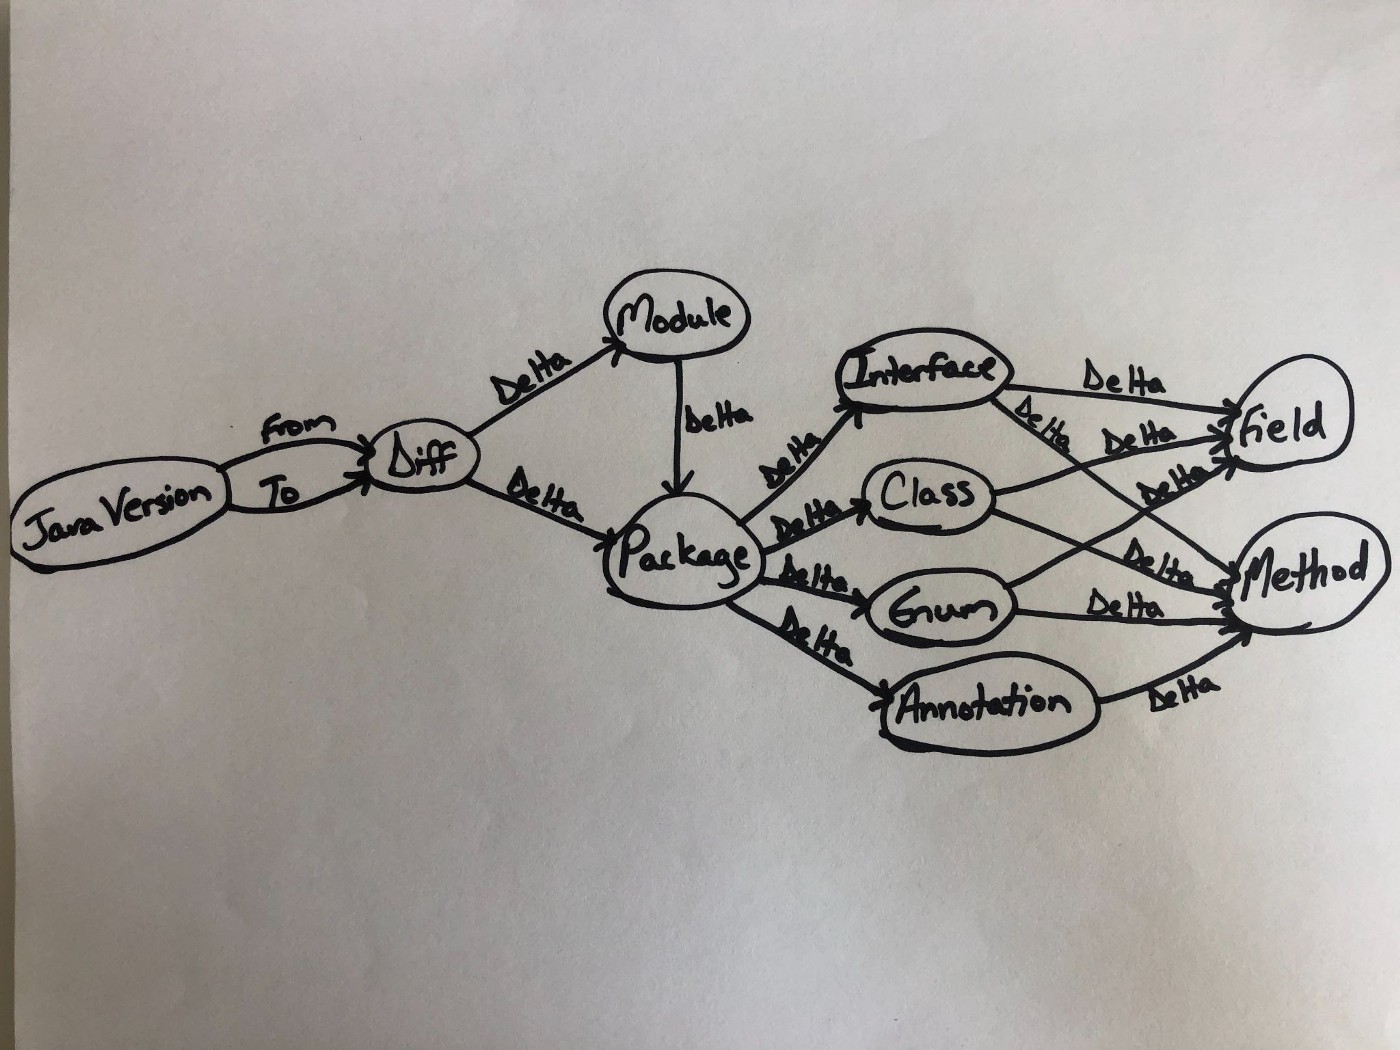 Module
Delta
Delta
From
To
Java Version
Diff
Delta
Package
Delta
Delta
Delta
Delta
Interface
Class
Enum
Annotation
Delta
Delta
Delta
Delta
Delta
Delta
Delta
Field
Method